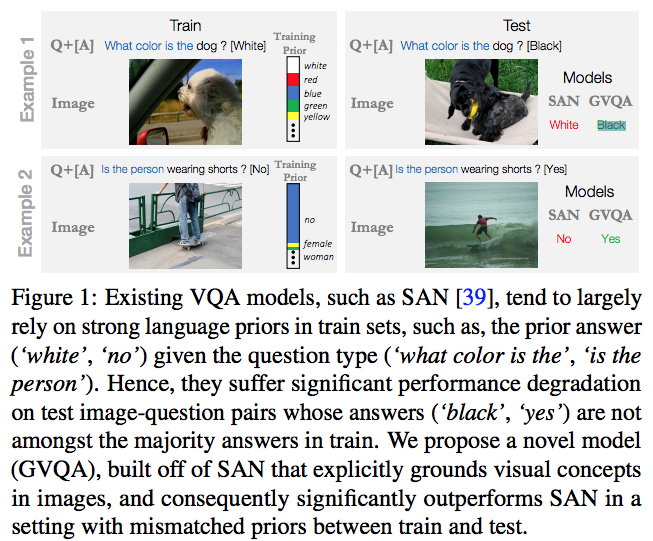 Train
Test
Example 1
Q+[A] What color is the dog ? [White]
Training
Prior
white
red
blue
green
yellow
Image
Q+[A] What color is the dog ? [Black]
Image
Models
SAN GVQA
White Black
Example 2
Q+[A] Is the person wearing shorts ? [No]
Training
Prior
no
female
woman
Image
Q+[A] Is the person wearing shorts ? [Yes]
Image
Models
SAN GVQA
No Yes
Figure 1: Existing VQA models, such as SAN [39], tend to largely
rely on strong language priors in train sets, such as, the prior answer
(‘white’, ‘no’) given the question type (‘what color is the’, ‘is the
person’). Hence, they suffer significant performance degradation
on test image-question pairs whose answers (‘black’, ‘yes’) are not
amongst the majority answers in train. We propose a novel model
(GVQA), built off of SAN that explicitly grounds visual concepts
in images, and consequently significantly outperforms SAN in a
setting with mismatched priors between train and test.